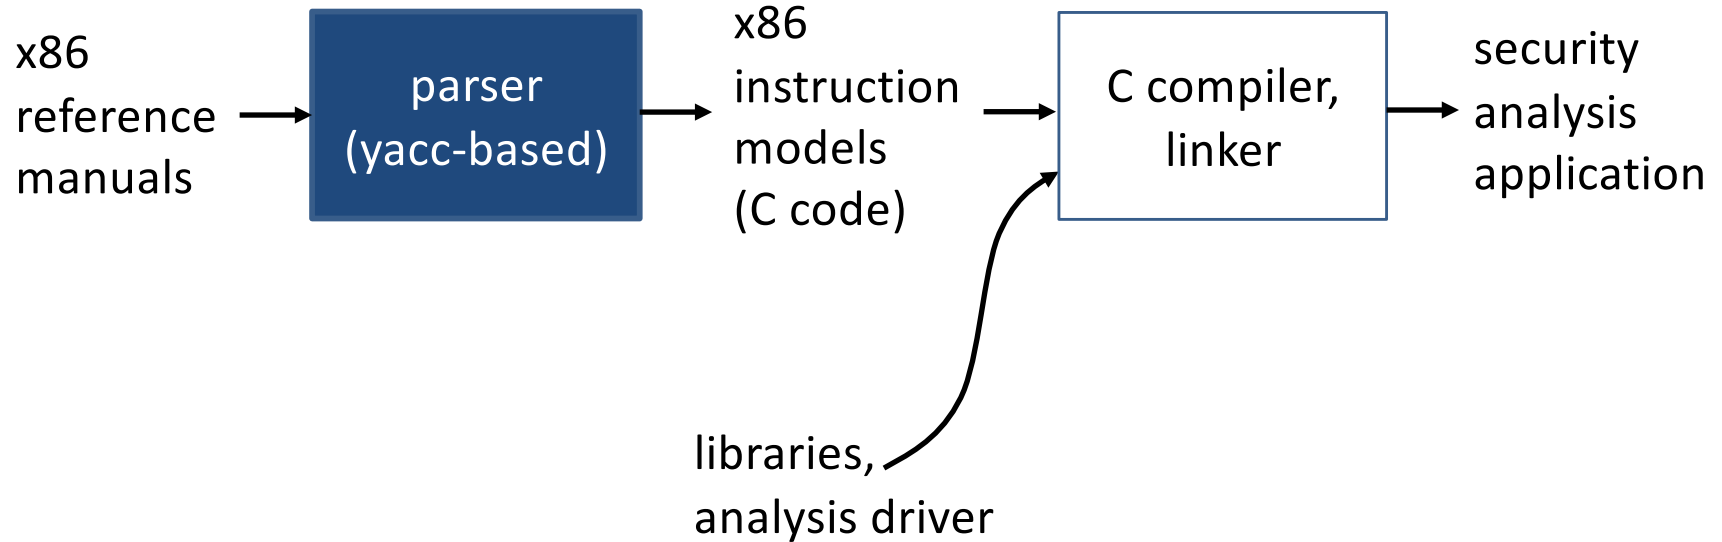 x86
reference
manuals
parser
(yacc-based)
x86
instruction
models
(C code)
C compiler,
linker
security
analysis
application
libraries,
analysis driver